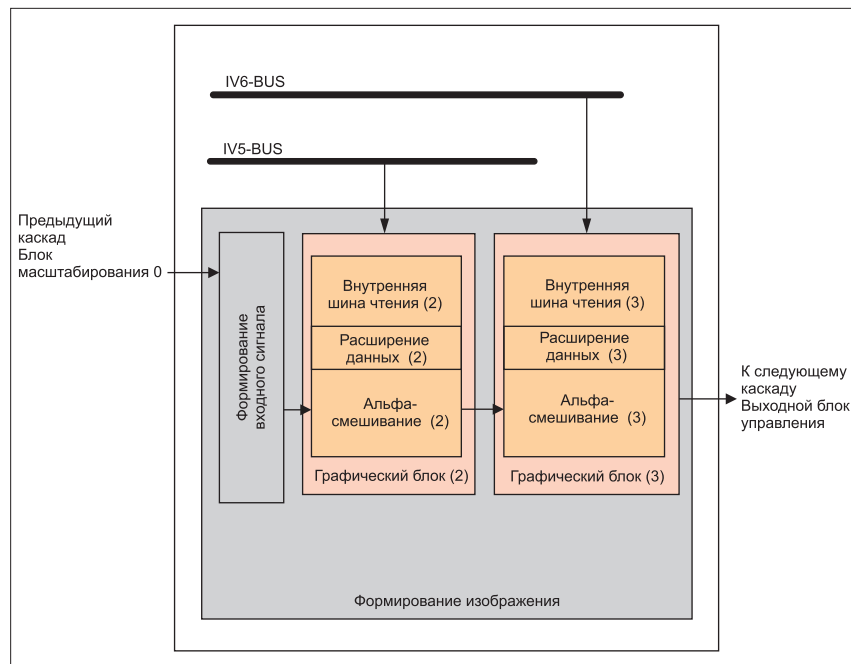 IV6-BUS
IV5-BUS
Предыдущий
каскад
Блок
масштабирования 0
Формирование
входного сигнала
Внутренняя
шина чтения (2)
Расширение
данных (2)
Альфа-
смешивание (2)
Графический блок (2)
Внутренняя
шина чтения (3)
Расширение
данных (3)
Альфа-
смешивание (3)
Графический блок (3)
К следующему
каскаду
Выходной блок
управления
Формирование изображения